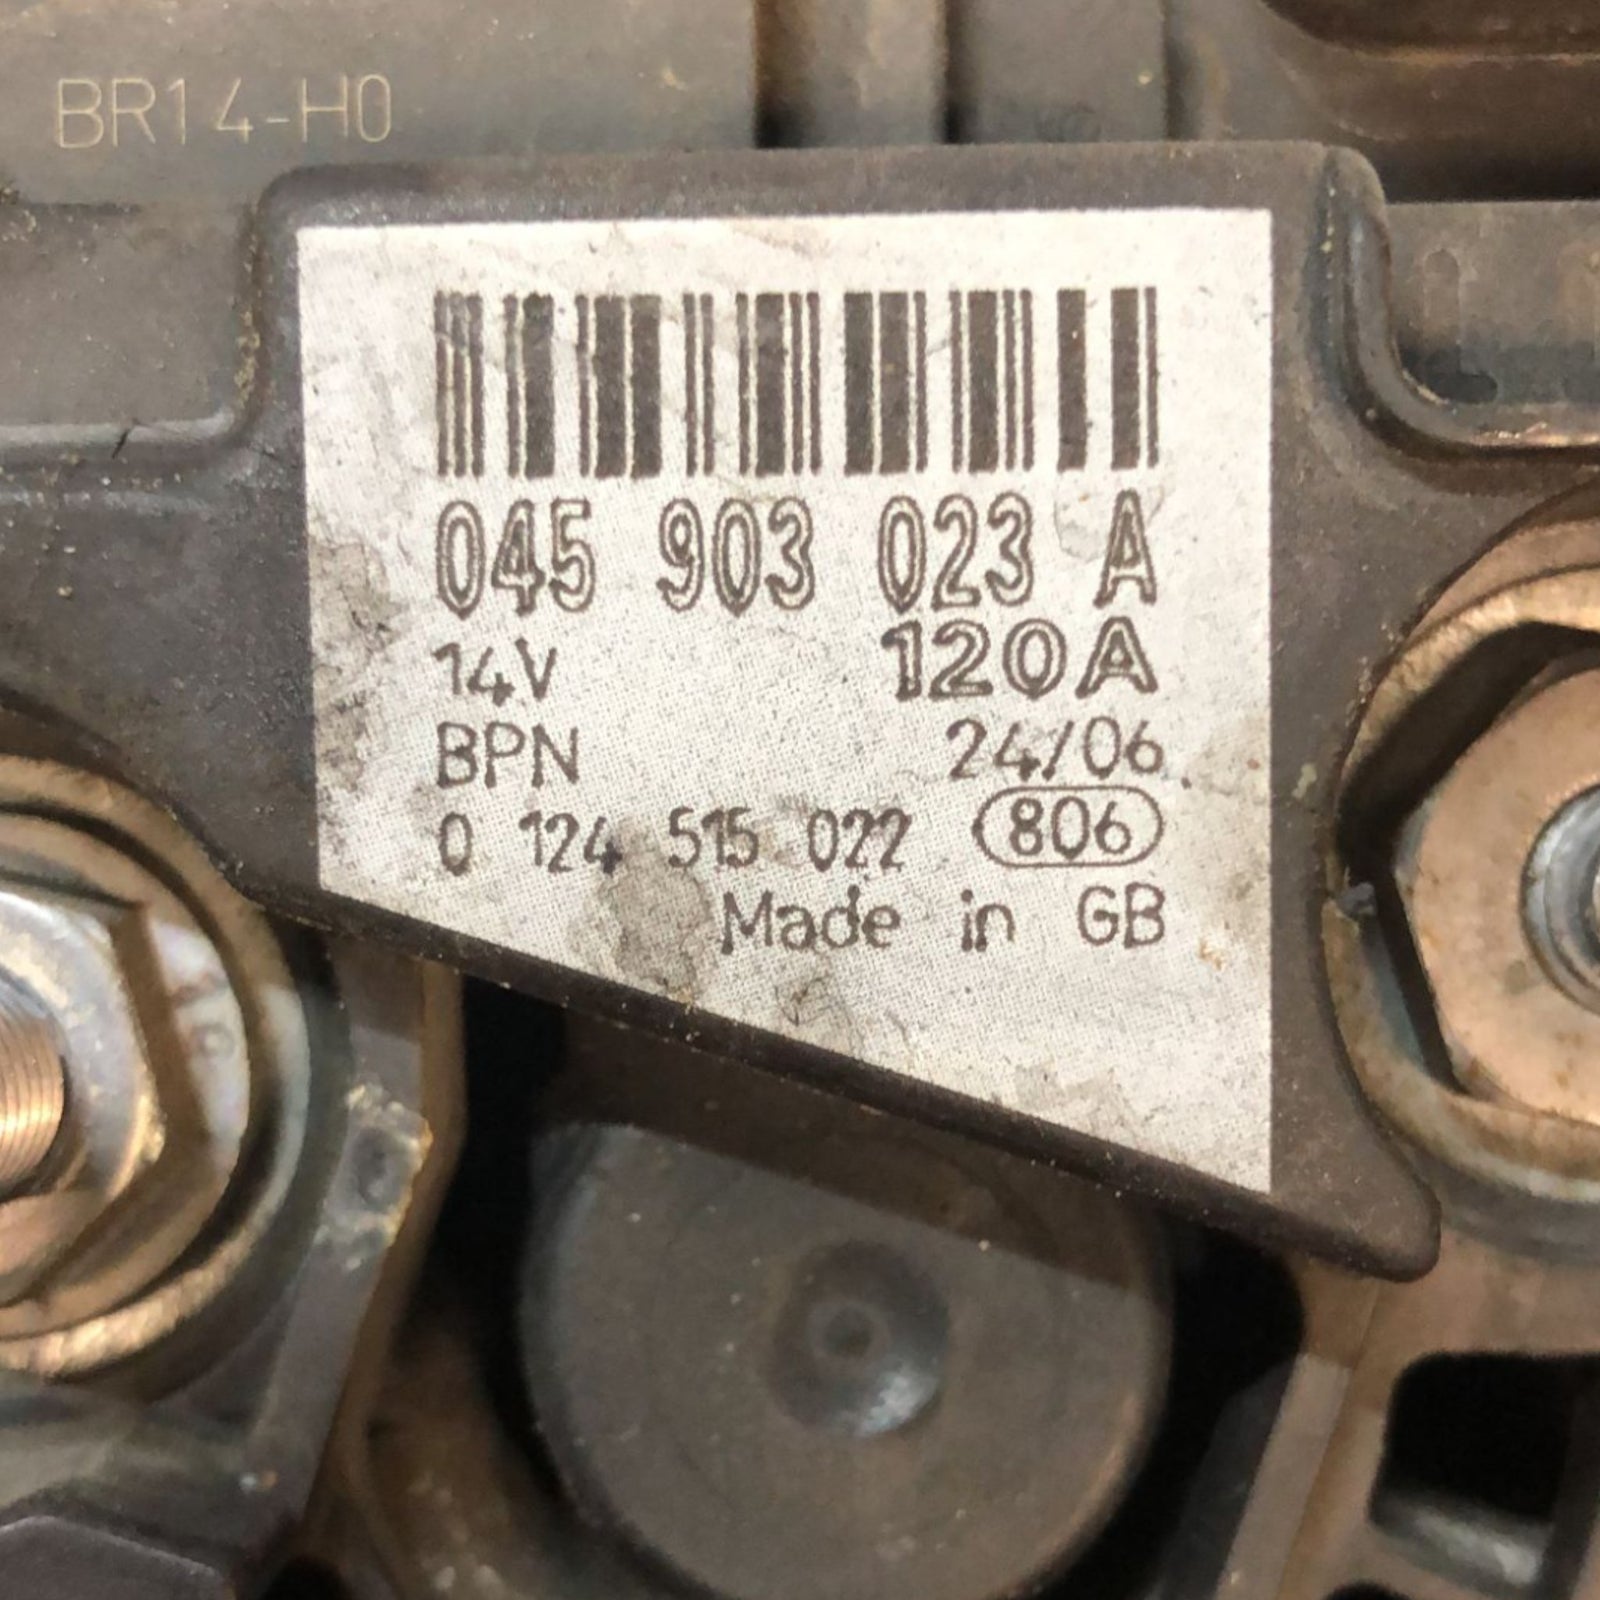 BR14-H0
045 903 023 A
14V 120A
BPN 24/06
0 124 515 022 806
Made in GB